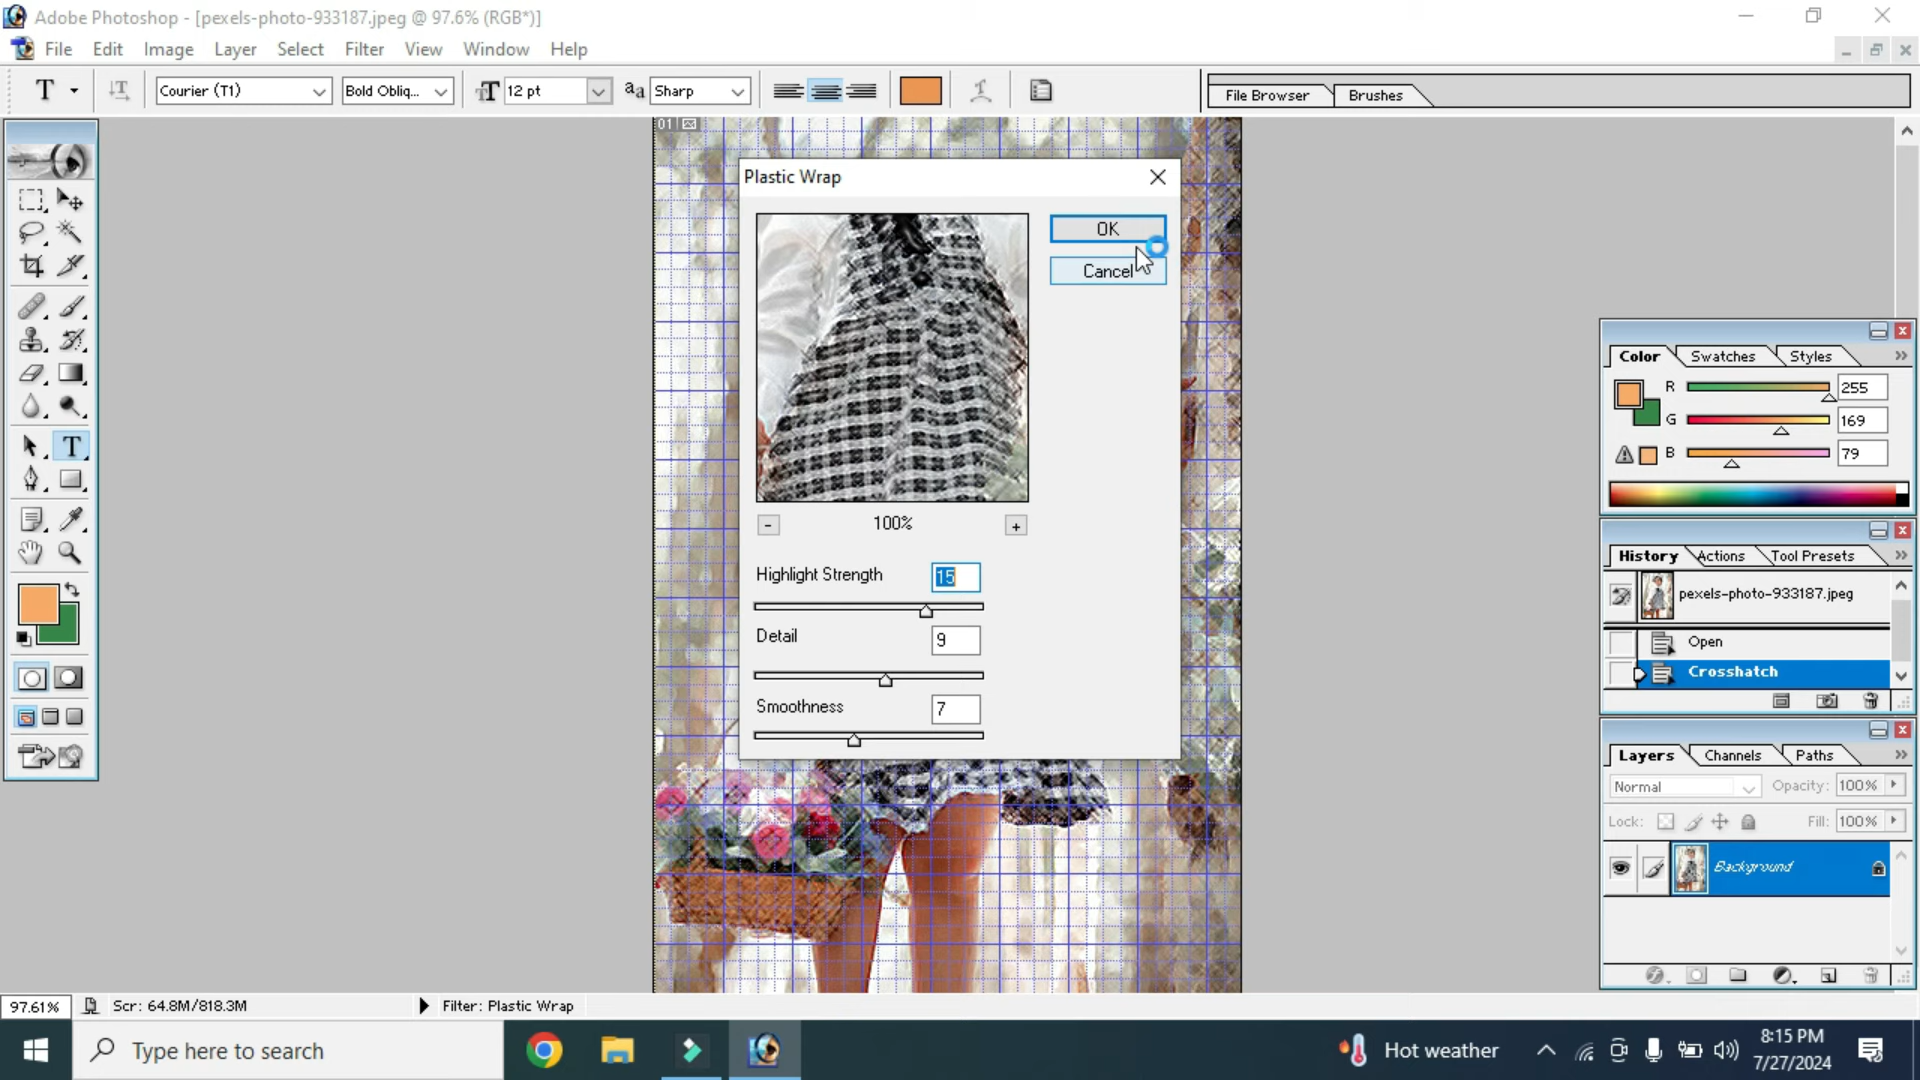 Adobe Photoshop - [pexels-photo-933187.jpeg @ 97.6% (RGB*)]
File Edit Image Layer Select Filter View Window Help
T Courier (T1) Bold Obliq... T 12 pt aa Sharp File Browser Brushes
01
Plastic Wrap
OK
Cancel
100%
Highlight Strength 15
Detail 9
Smoothness 7
Color Swatches Styles
R 255
G 169
B 79
History Actions Tool Presets
pexels-photo-933187.jpeg
Open
Crosshatch
Layers Channels Paths
Normal Opacity: 100%
Lock: Fill: 100%
Background
97.61% Scr: 64.8M/818.3M Filter: Plastic Wrap
Type here to search
Hot weather
8:15 PM
7/27/2024